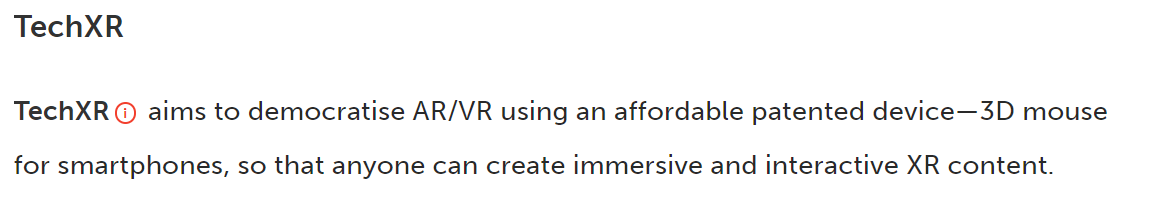 TechXR
TechXR i aims to democratise AR/VR using an affordable patented device—3D mouse
for smartphones, so that anyone can create immersive and interactive XR content.